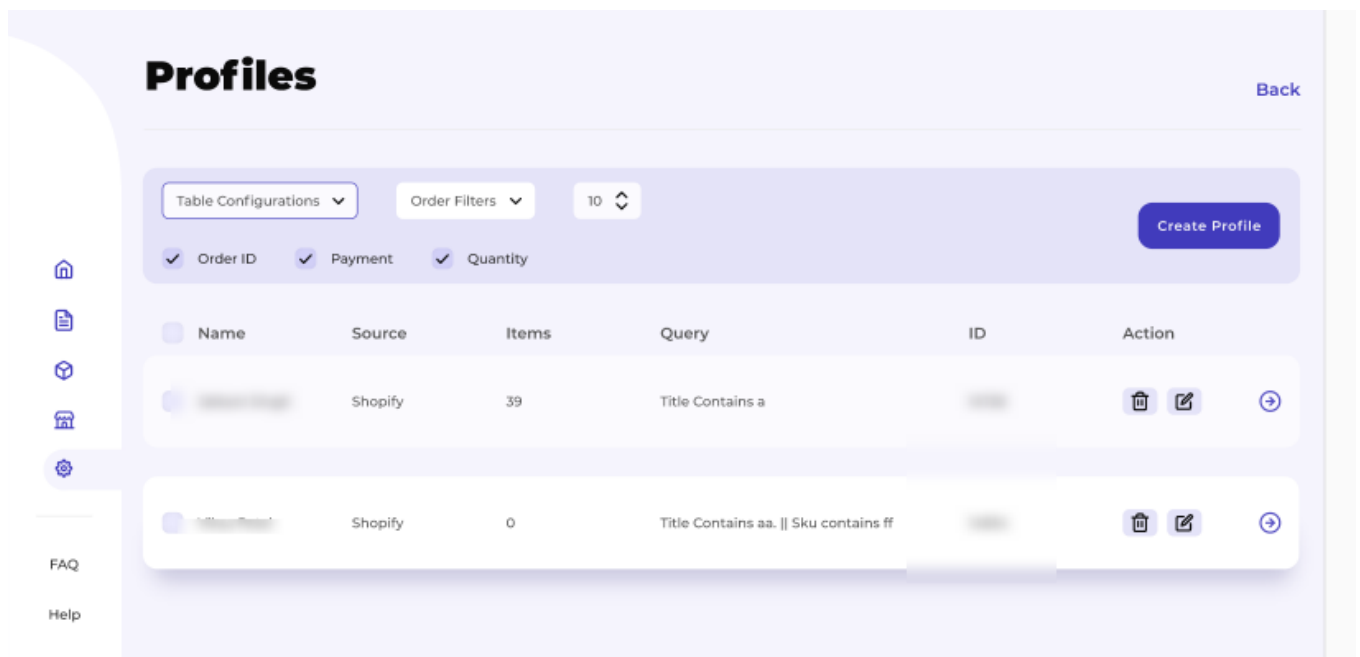 Profiles
Back
Table Configurations Order Filters 10
Create Profile
Order ID Payment Quantity
Name Source Items Query ID Action
Shopify 39 Title Contains a
Shopify 0 Title Contains aa. || Sku contains ff
FAQ
Help